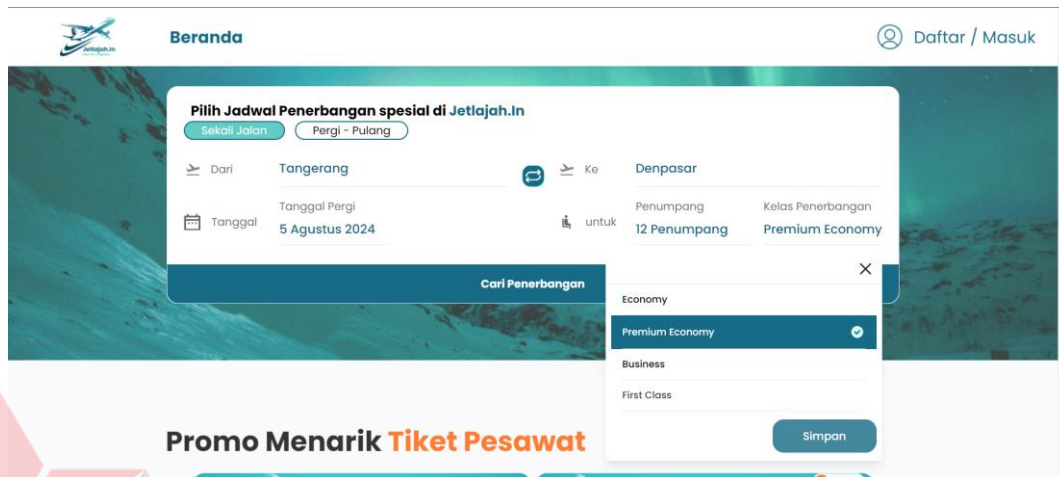 Jetlajah.In
Beranda
Daftar / Masuk
Pilih Jadwal Penerbangan spesial di Jetlajah.In
Sekali Jalan
Pergi - Pulang
Dari
Tangerang
Ke
Denpasar
Tanggal
Tanggal Pergi
5 Agustus 2024
untuk
Penumpang
12 Penumpang
Kelas Penerbangan
Premium Economy
Cari Penerbangan
Economy
Premium Economy
Business
First Class
Simpan
Promo Menarik Tiket Pesawat